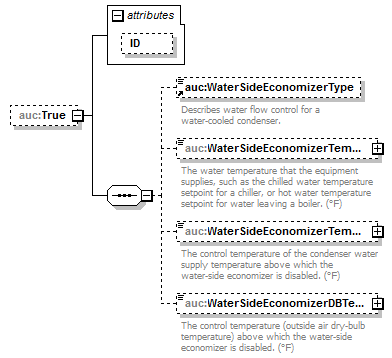 attributes
ID
auc:True
auc:WaterSideEconomizerType
Describes water flow control for a
water-cooled condenser.
auc:WaterSideEconomizerTem...
The water temperature that the equipment
supplies, such as the chilled water temperature
setpoint for a chiller, or hot water temperature
setpoint for water leaving a boiler. (°F)
auc:WaterSideEconomizerTem...
The control temperature of the condenser water
supply temperature above which the
water-side economizer is disabled. (°F)
auc:WaterSideEconomizerDBTe...
The control temperature (outside air dry-bulb
temperature) above which the water-side
economizer is disabled. (°F)